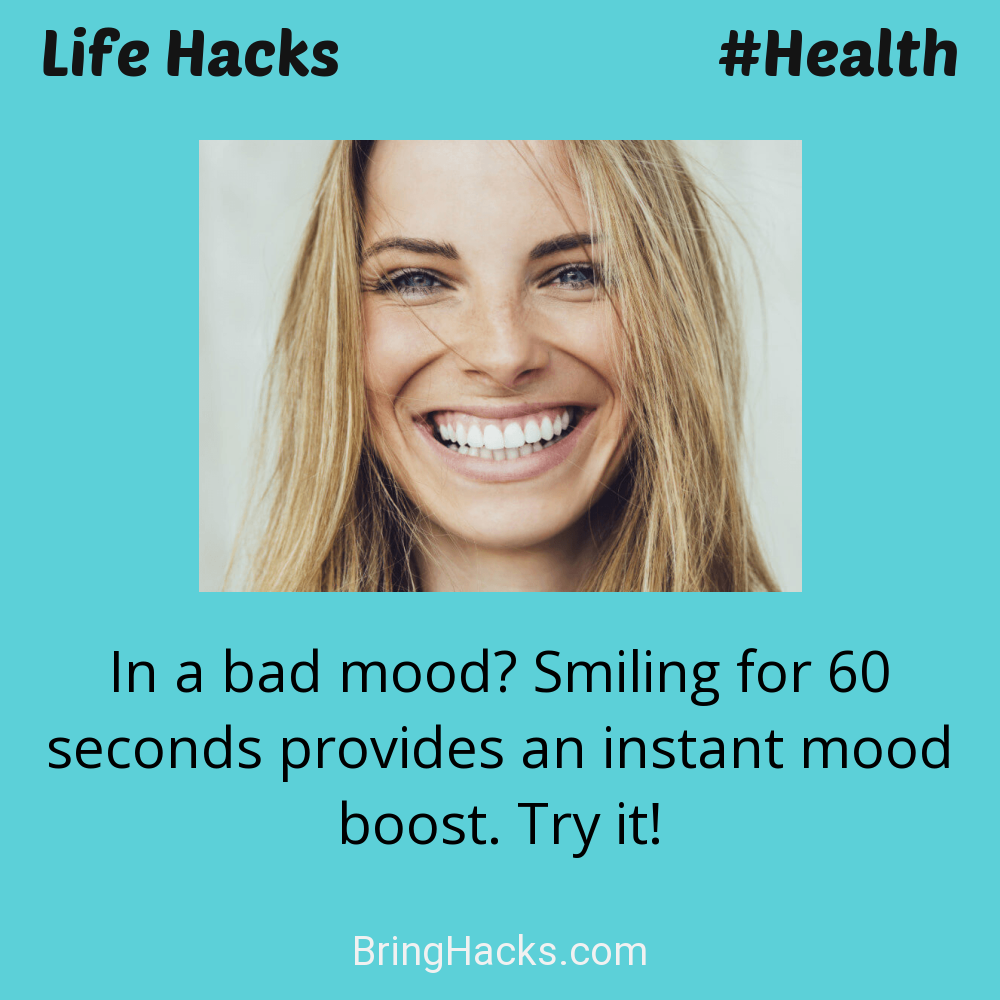 Life Hacks
#Health
In a bad mood? Smiling for 60
seconds provides an instant mood
boost. Try it!
BringHacks.com